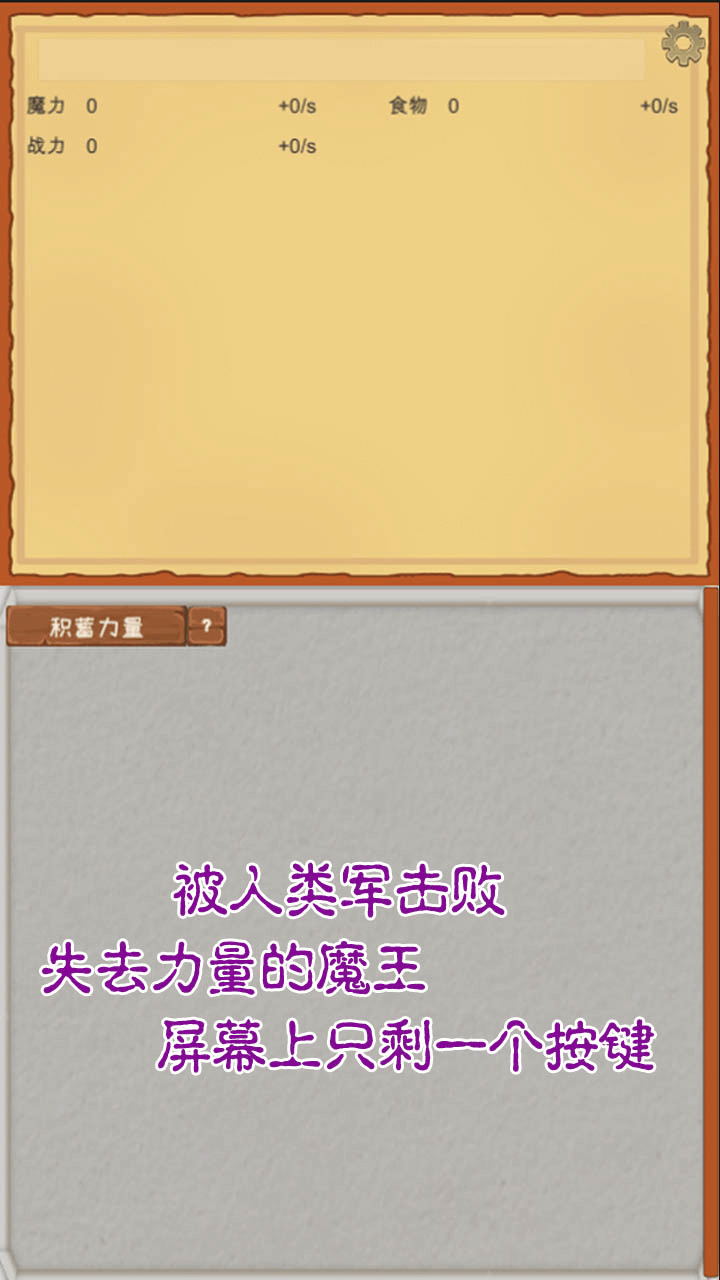 魔力 0 +0/s 食物 0 +0/s
战力 0 +0/s
积蓄力量 ?
被人类军击败
失去力量的魔王
屏幕上只剩一个按键